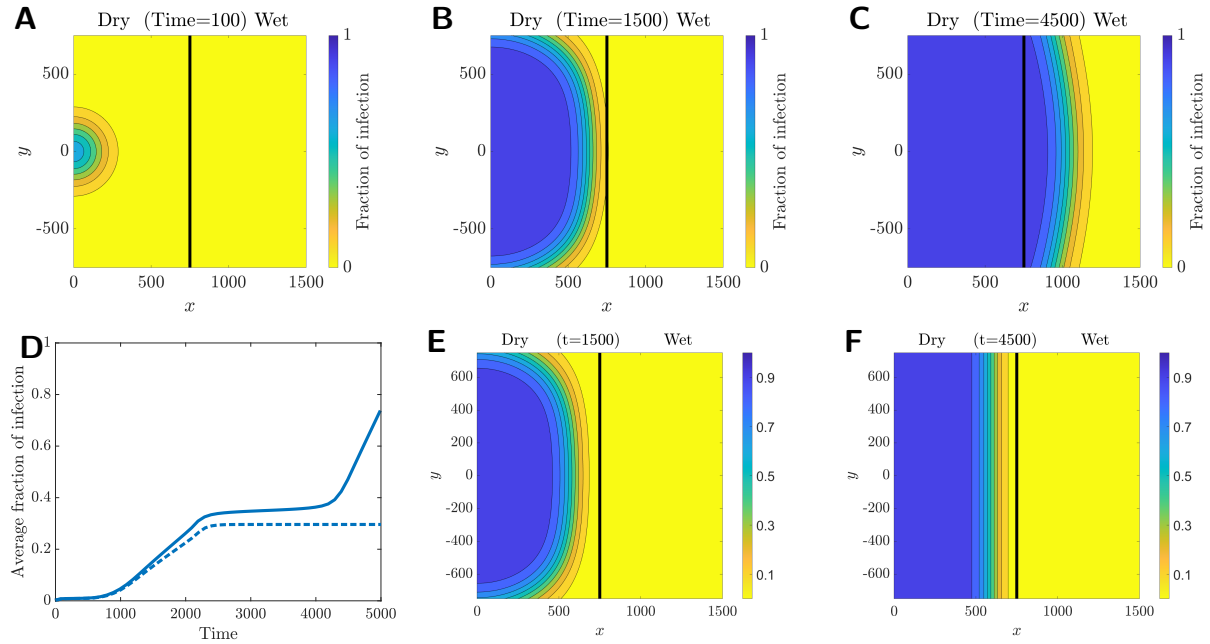 A
Dry (Time=100) Wet
500
0
-500
y
0 500 1000 1500
x
1
0
Fraction of infection
B
Dry (Time=1500) Wet
500
0
-500
y
0 500 1000 1500
x
1
0
Fraction of infection
C
Dry (Time=4500) Wet
500
0
-500
y
0 500 1000 1500
x
1
0
Fraction of infection
D
1
0.8
0.6
0.4
0.2
0
Average fraction of infection
0 1000 2000 3000 4000 5000
Time
E
Dry (t=1500) Wet
600
400
200
0
-200
-400
-600
y
0 500 1000 1500
x
0.9
0.7
0.5
0.3
0.1
F
Dry (t=4500) Wet
600
400
200
0
-200
-400
-600
y
0 500 1000 1500
x
0.9
0.7
0.5
0.3
0.1